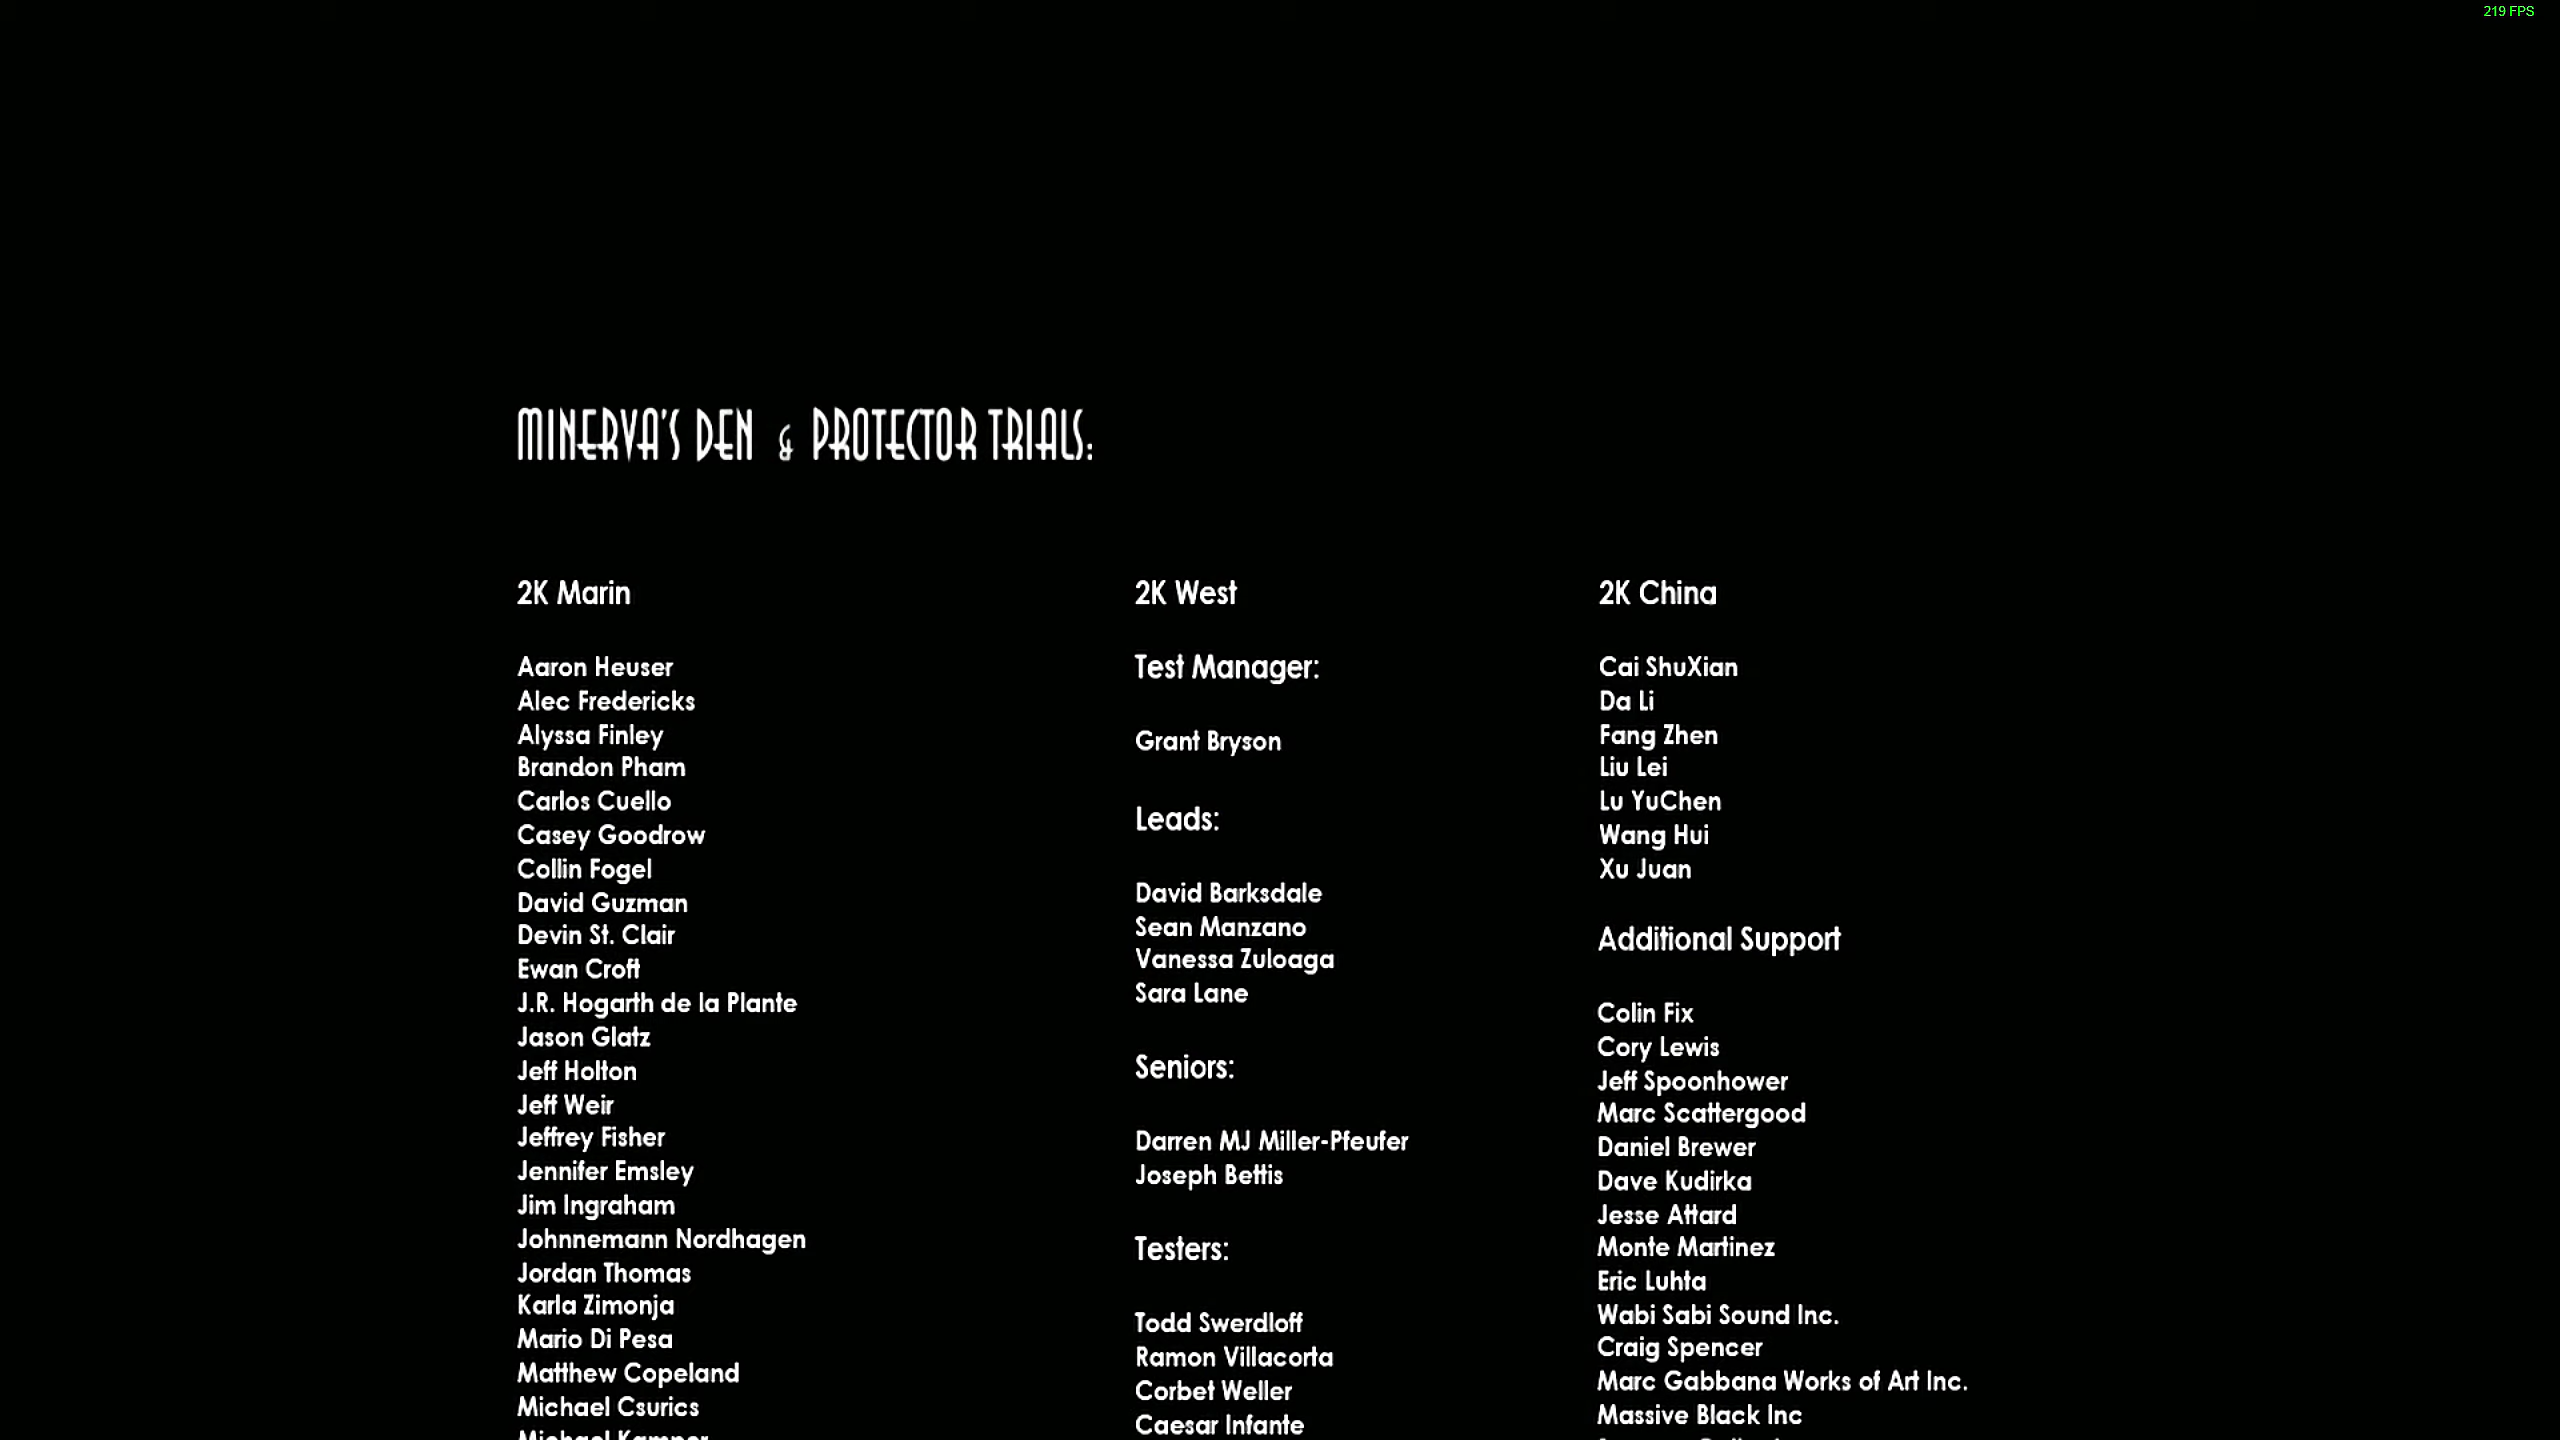 219 FPS
MINERVA'S DEN & PROTECTOR TRIALS:
2K Marin
Aaron Heuser
Alec Fredericks
Alyssa Finley
Brandon Pham
Carlos Cuello
Casey Goodrow
Collin Fogel
David Guzman
Devin St. Clair
Ewan Croft
J.R. Hogarth de la Plante
Jason Glatz
Jeff Holton
Jeff Weir
Jeffrey Fisher
Jennifer Emsley
Jim Ingraham
Johnnemann Nordhagen
Jordan Thomas
Karla Zimonja
Mario Di Pesa
Matthew Copeland
Michael Csurics
2K West
Test Manager:
Grant Bryson
Leads:
David Barksdale
Sean Manzano
Vanessa Zuloaga
Sara Lane
Seniors:
Darren MJ Miller-Pfeufer
Joseph Bettis
Testers:
Todd Swerdloff
Ramon Villacorta
Corbet Weller
Caesar Infante
2K China
Cai ShuXian
Da Li
Fang Zhen
Liu Lei
Lu YuChen
Wang Hui
Xu Juan
Additional Support
Colin Fix
Cory Lewis
Jeff Spoonhower
Marc Scattergood
Daniel Brewer
Dave Kudirka
Jesse Attard
Monte Martinez
Eric Luhta
Wabi Sabi Sound Inc.
Craig Spencer
Marc Gabbana Works of Art Inc.
Massive Black Inc